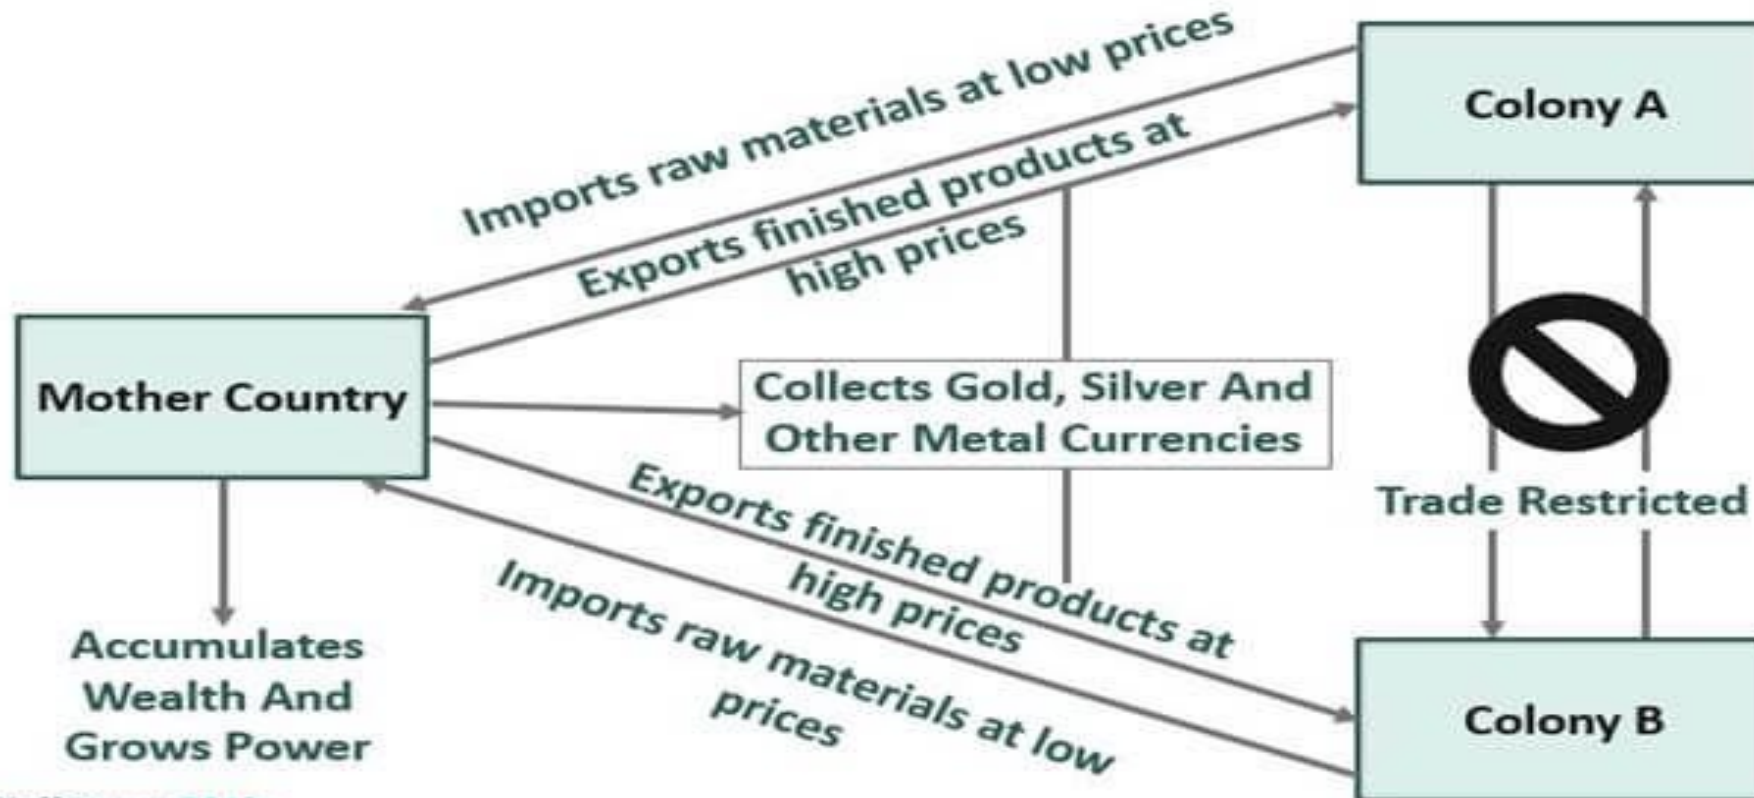 Imports raw materials at low prices
Exports finished products at
high prices
Colony A
Mother Country
Collects Gold, Silver And
Other Metal Currencies
Trade Restricted
Exports finished products at
high prices
Imports raw materials at low
prices
Accumulates
Wealth And
Grows Power
Colony B